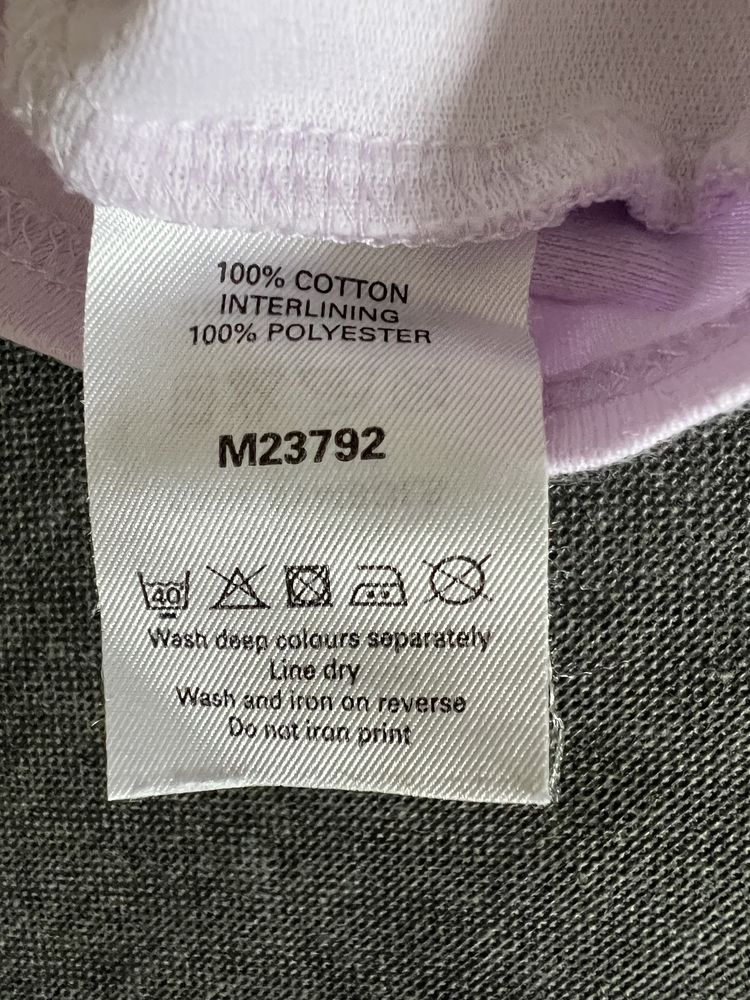 100% COTTON
INTERLINING
100% POLYESTER
M23792
40
Wash deep colours separately
Line dry
Wash and iron on reverse
Do not iron print